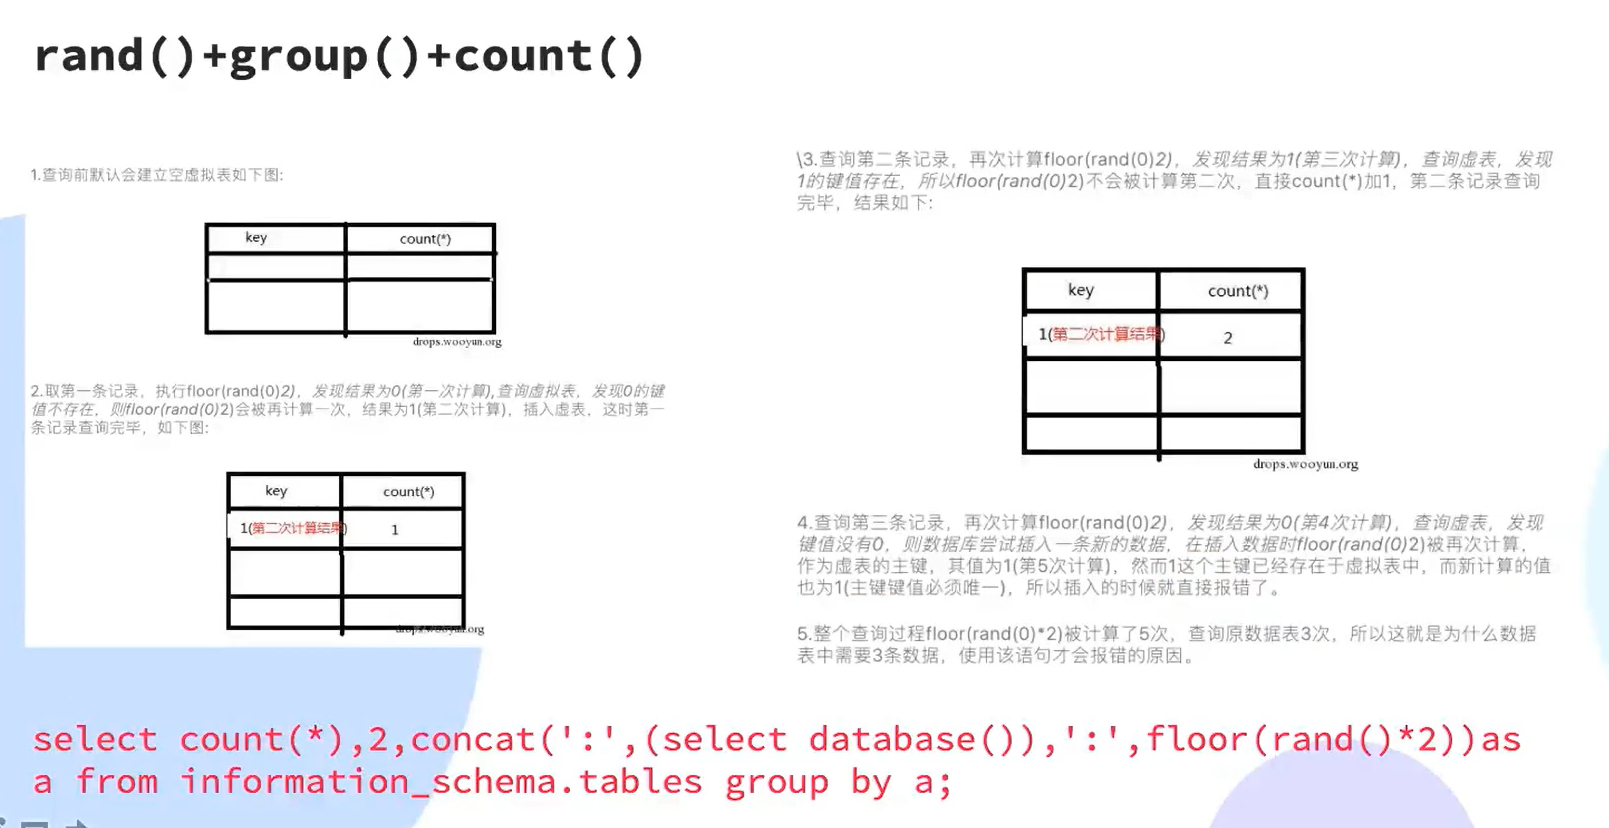 rand()+group()+count()
1.查询前默认会建立空虚拟表如下图:
key count(*)
drops.wooyun.org
2.取第一条记录，执行floor(rand(0)2)，发现结果为0(第一次计算),查询虚拟表，发现0的键
值不存在，则floor(rand(0)2)会被再计算一次，结果为1(第二次计算)，插入虚表，这时第一
条记录查询完毕，如下图:
key count(*)
1(第二次计算结果) 1
drops.wooyun.org
\3.查询第二条记录，再次计算floor(rand(0)2)，发现结果为1(第三次计算)，查询虚表，发现
1的键值存在，所以floor(rand(0)2)不会被计算第二次，直接count(*)加1，第二条记录查询
完毕，结果如下:
key count(*)
1(第二次计算结果) 2
drops.wooyun.org
4.查询第三条记录，再次计算floor(rand(0)2)，发现结果为0(第4次计算)，查询虚表，发现
键值没有0，则数据库尝试插入一条新的数据，在插入数据时floor(rand(0)2)被再次计算，
作为虚表的主键，其值为1(第5次计算)，然而1这个主键已经存在于虚拟表中，而新计算的值
也为1(主键键值必须唯一)，所以插入的时候就直接报错了。
5.整个查询过程floor(rand(0)*2)被计算了5次，查询原数据表3次，所以这就是为什么数据
表中需要3条数据，使用该语句才会报错的原因。
select count(*),2,concat(':',(select database()),':',floor(rand()*2))as
a from information_schema.tables group by a;